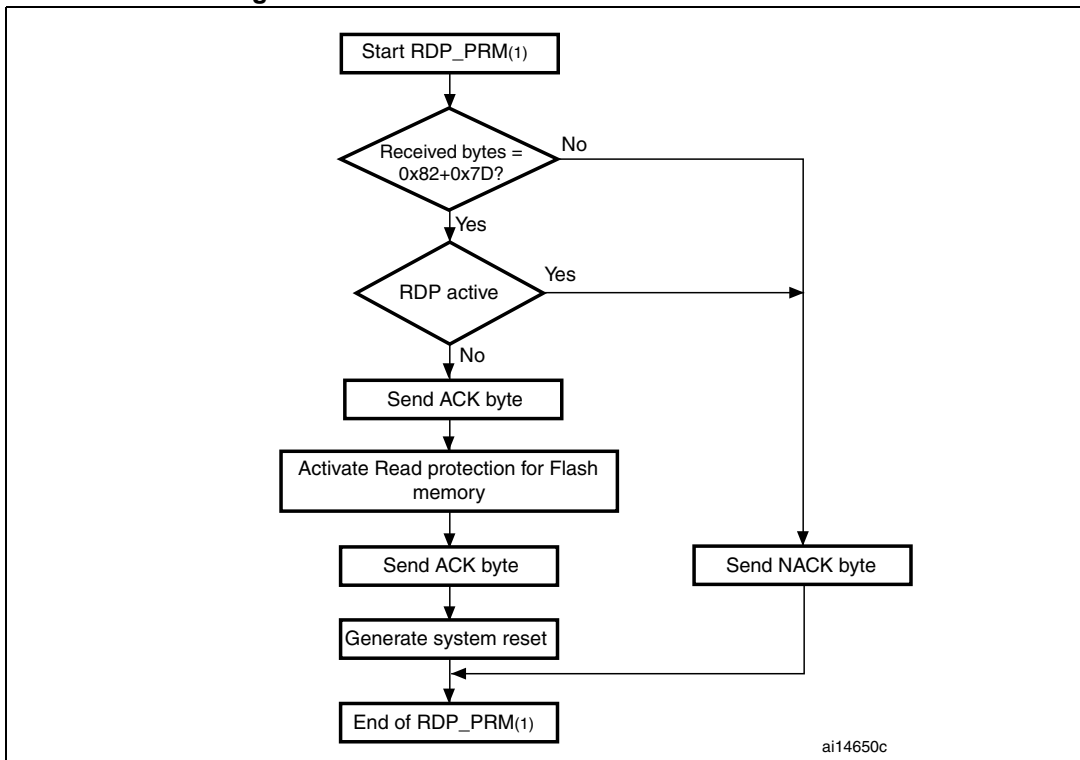 Start RDP_PRM(1)
Received bytes =
0x82+0x7D?
No
Yes
RDP active
Yes
No
Send ACK byte
Activate Read protection for Flash
memory
Send ACK byte
Send NACK byte
Generate system reset
End of RDP_PRM(1)
ai14650c